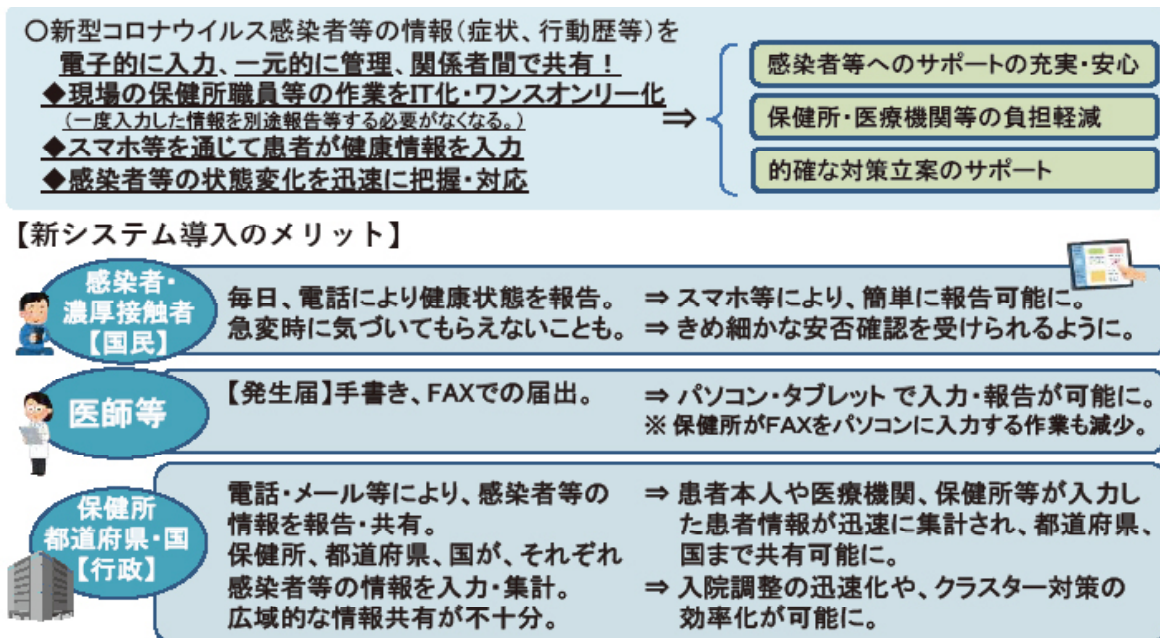 〇新型コロナウイルス感染者等の情報(症状、行動歴等)を
電子的に入力、一元的に管理、関係者間で共有!
◆現場の保健所職員等の作業をIT化・ワンスオンリー化
(一度入力した情報を別途報告等する必要がなくなる。)
◆スマホ等を通じて患者が健康情報を入力
◆感染者等の状態変化を迅速に把握・対応
⇒
感染者等へのサポートの充実・安心
保健所・医療機関等の負担軽減
的確な対策立案のサポート
【新システム導入のメリット】
感染者・
濃厚接触者
【国民】
毎日、電話により健康状態を報告。
急変時に気づいてもらえないことも。
⇒ スマホ等により、簡単に報告可能に。
⇒ きめ細かな安否確認を受けられるように。
医師等
【発生届】手書き、FAXでの届出。
⇒ パソコン・タブレット で入力・報告が可能に。
※ 保健所がFAXをパソコンに入力する作業も減少。
保健所
都道府県・国
【行政】
電話・メール等により、感染者等の
情報を報告・共有。
保健所、都道府県、国が、それぞれ
感染者等の情報を入力・集計。
広域的な情報共有が不十分。
⇒ 患者本人や医療機関、保健所等が入力し
た患者情報が迅速に集計され、都道府県、
国まで共有可能に。
⇒ 入院調整の迅速化や、クラスター対策の
効率化が可能に。